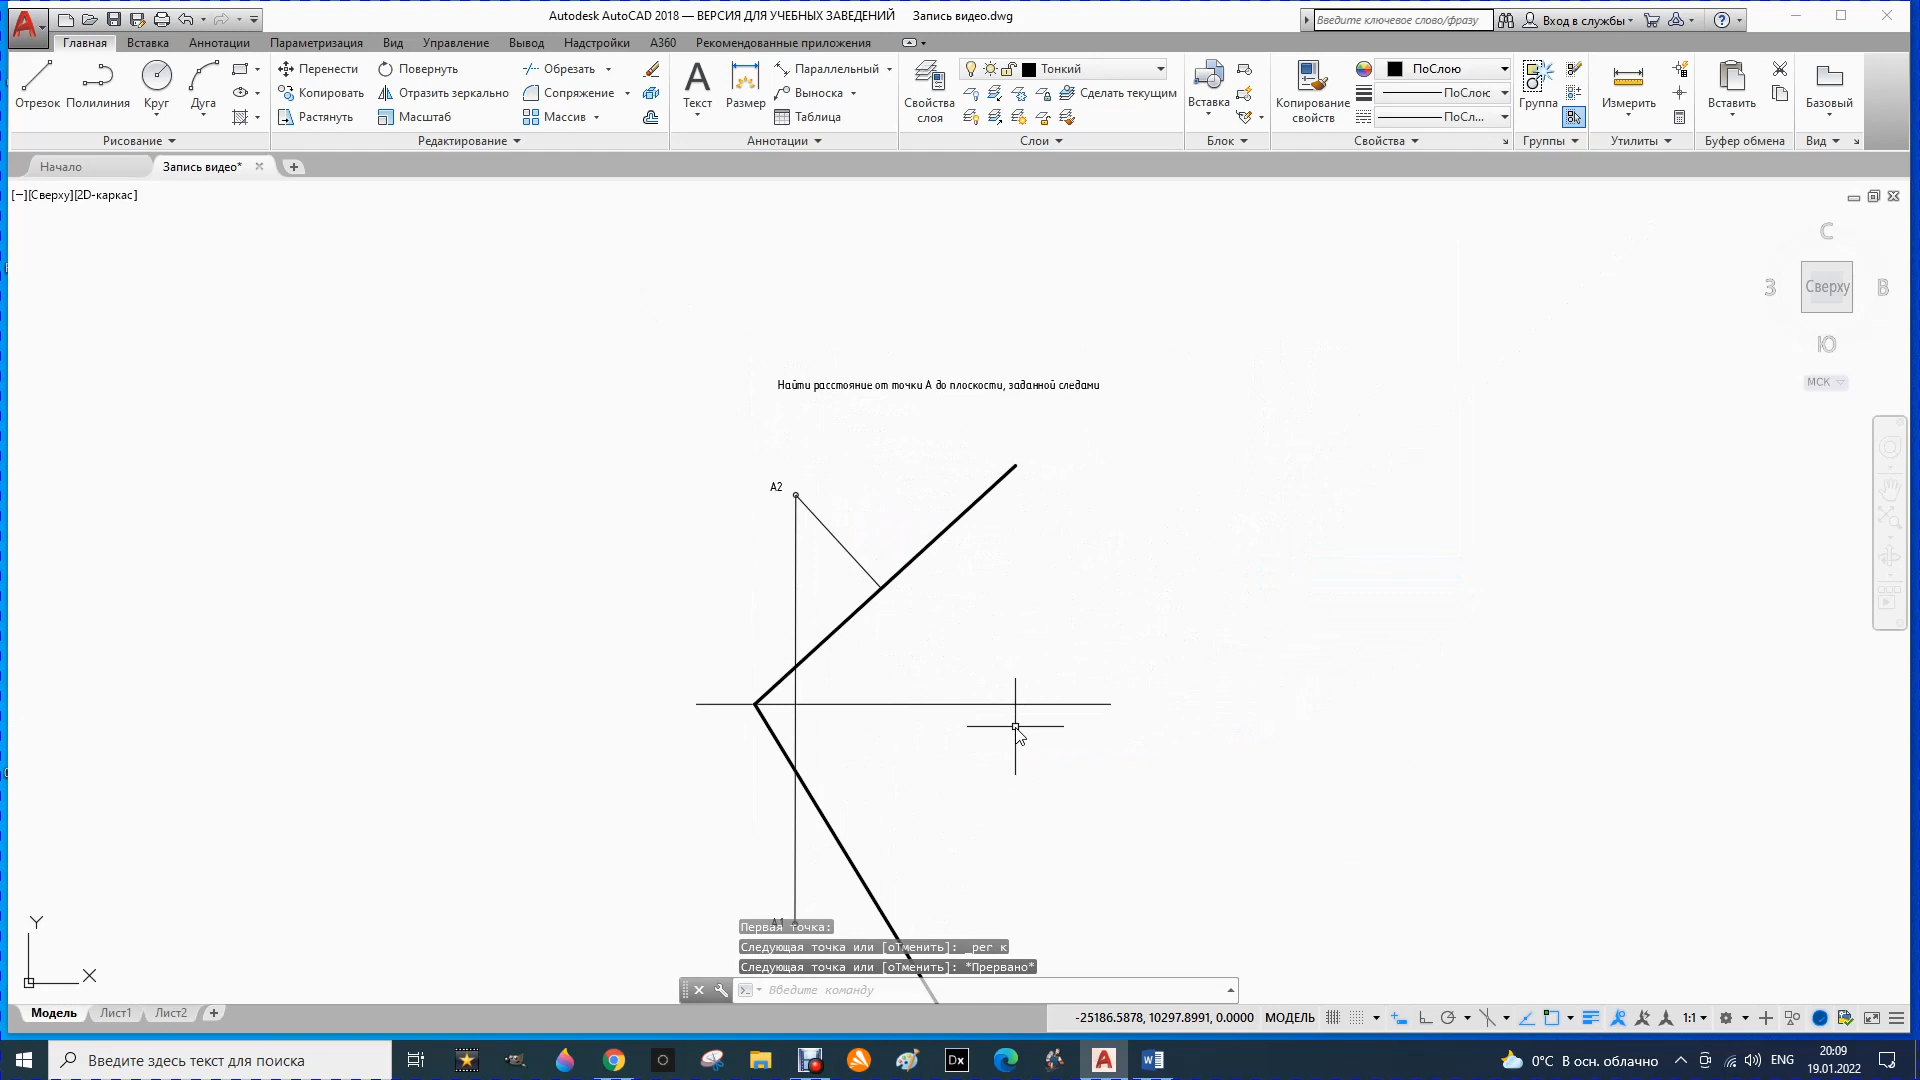 Autodesk AutoCAD 2018 — ВЕРСИЯ ДЛЯ УЧЕБНЫХ ЗАВЕДЕНИЙ Запись видео.dwg
Введите ключевое слово/фразу
Вход в службы
Главная Вставка Аннотации Параметризация Вид Управление Вывод Надстройки A360 Рекомендованные приложения
Отрезок Полилиния Круг Дуга
Перенести Повернуть Обрезать
Копировать Отразить зеркально Сопряжение
Растянуть Масштаб Массив
Текст Размер
Параллельный
Выноска
Таблица
Свойства слоя
Тонкий
Сделать текущим
Вставка
Копирование свойств
ПоСлою
ПоСлою
ПоСл...
Группа Измерить Вставить Базовый
Рисование Редактирование Аннотации Слои Блок Свойства Группы Утилиты Буфер обмена Вид
Начало Запись видео*
[−][Сверху][2D-каркас]
С
З Сверху В
Ю
МСК
Найти расстояние от точки А до плоскости, заданной следами
А2
А1
Первая точка:
Следующая точка или [оТменить]: _per к
Следующая точка или [оТменить]: *Прервано*
Введите команду
Y
X
Модель Лист1 Лист2
-25186.5878, 10297.8991, 0.0000 МОДЕЛЬ 1:1
Введите здесь текст для поиска
Dx
0°C В осн. облачно ENG
20:09
19.01.2022